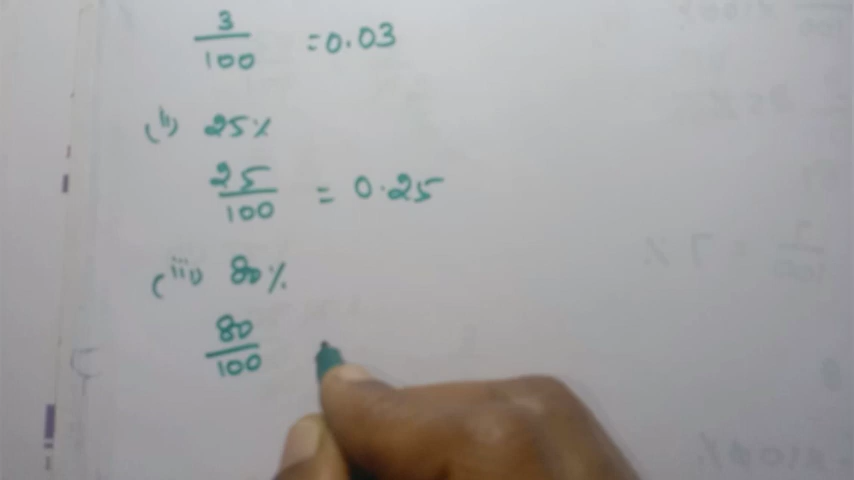 3/100 = 0.03
(ii) 25%
25/100 = 0.25
(iii) 80%
80/100